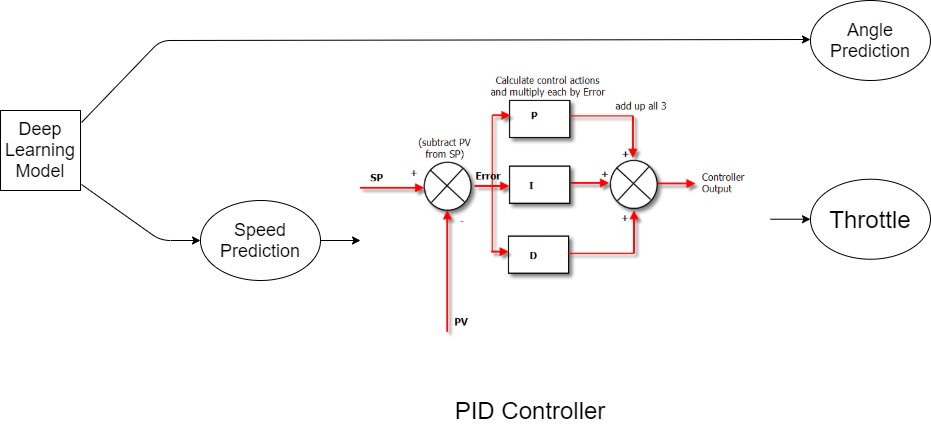 Angle
Prediction
Calculate control actions
and multiply each by Error
P
add up all 3
Deep
Learning
Model
(subtract PV
from SP)
+
SP
+
Error
I
+
Controller
Output
-
+
Speed
Prediction
Throttle
D
PV
PID Controller